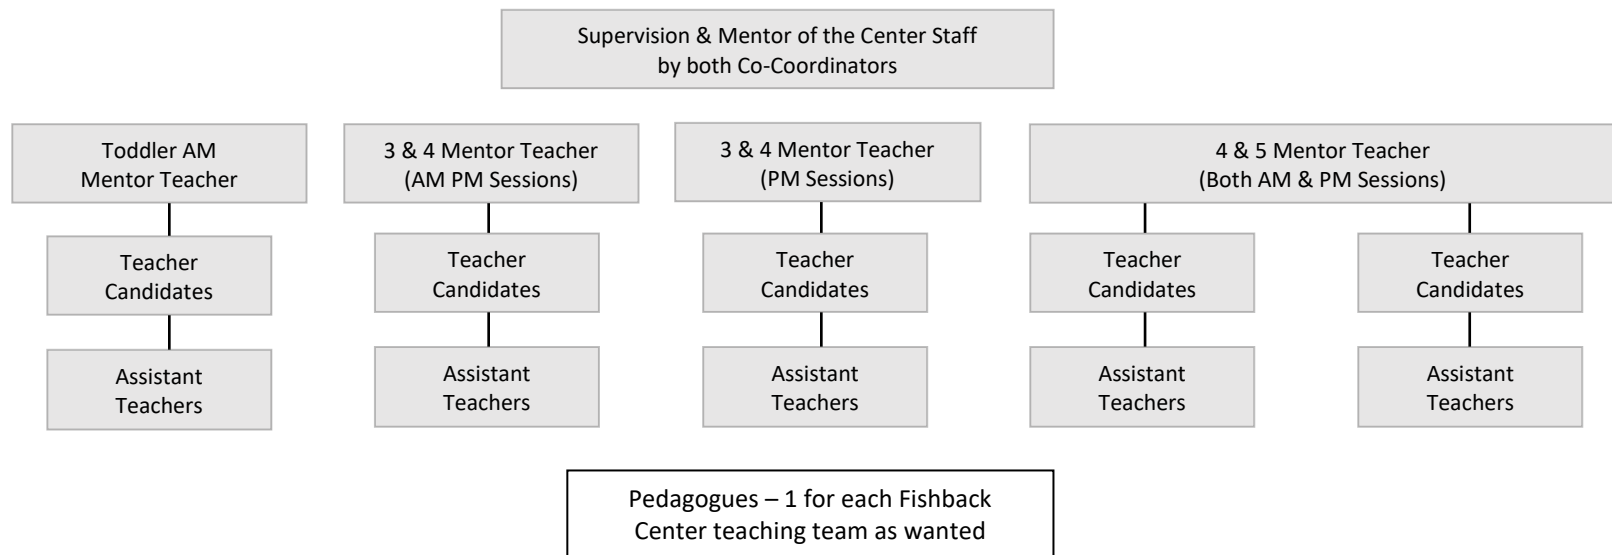 Supervision & Mentor of the Center Staff
by both Co-Coordinators
Toddler AM
Mentor Teacher
3 & 4 Mentor Teacher
(AM PM Sessions)
3 & 4 Mentor Teacher
(PM Sessions)
4 & 5 Mentor Teacher
(Both AM & PM Sessions)
Teacher
Candidates
Teacher
Candidates
Teacher
Candidates
Teacher
Candidates
Teacher
Candidates
Assistant
Teachers
Assistant
Teachers
Assistant
Teachers
Assistant
Teachers
Assistant
Teachers
Pedagogues – 1 for each Fishback
Center teaching team as wanted